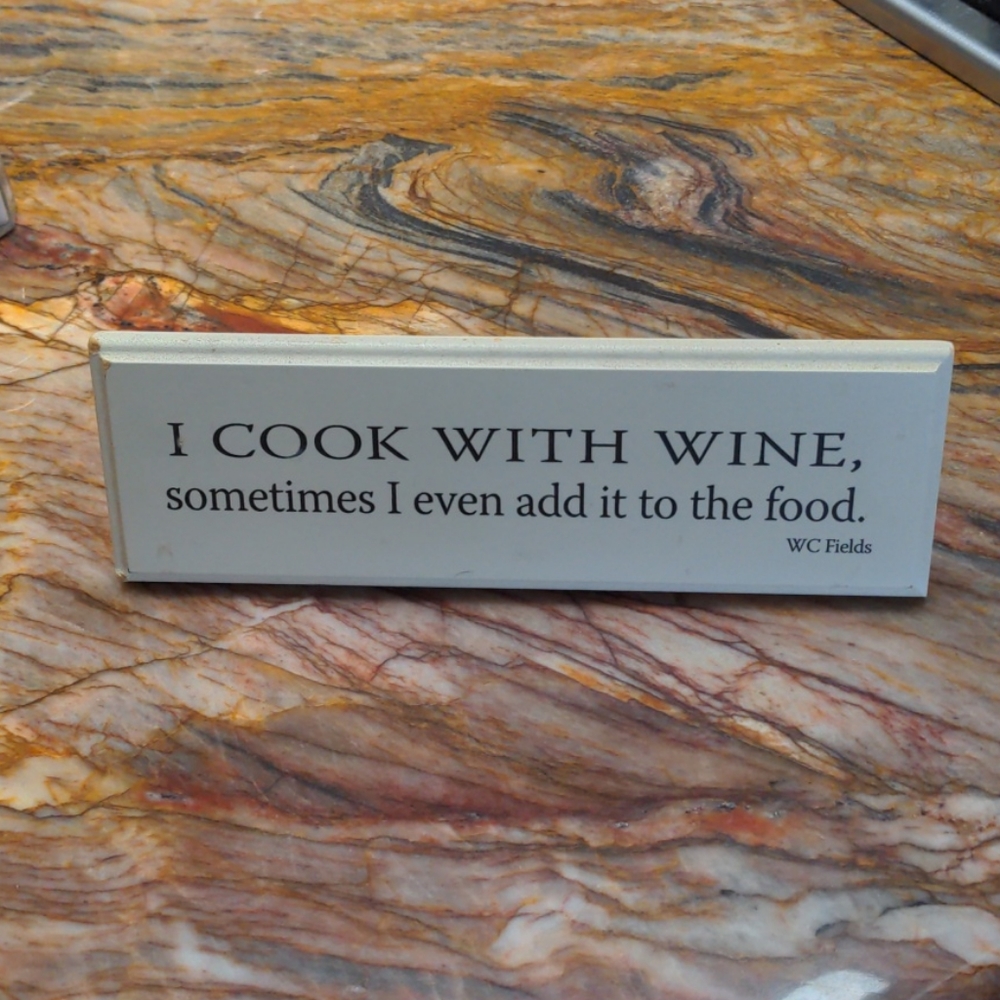 I COOK WITH WINE,
sometimes I even add it to the food.
WC Fields